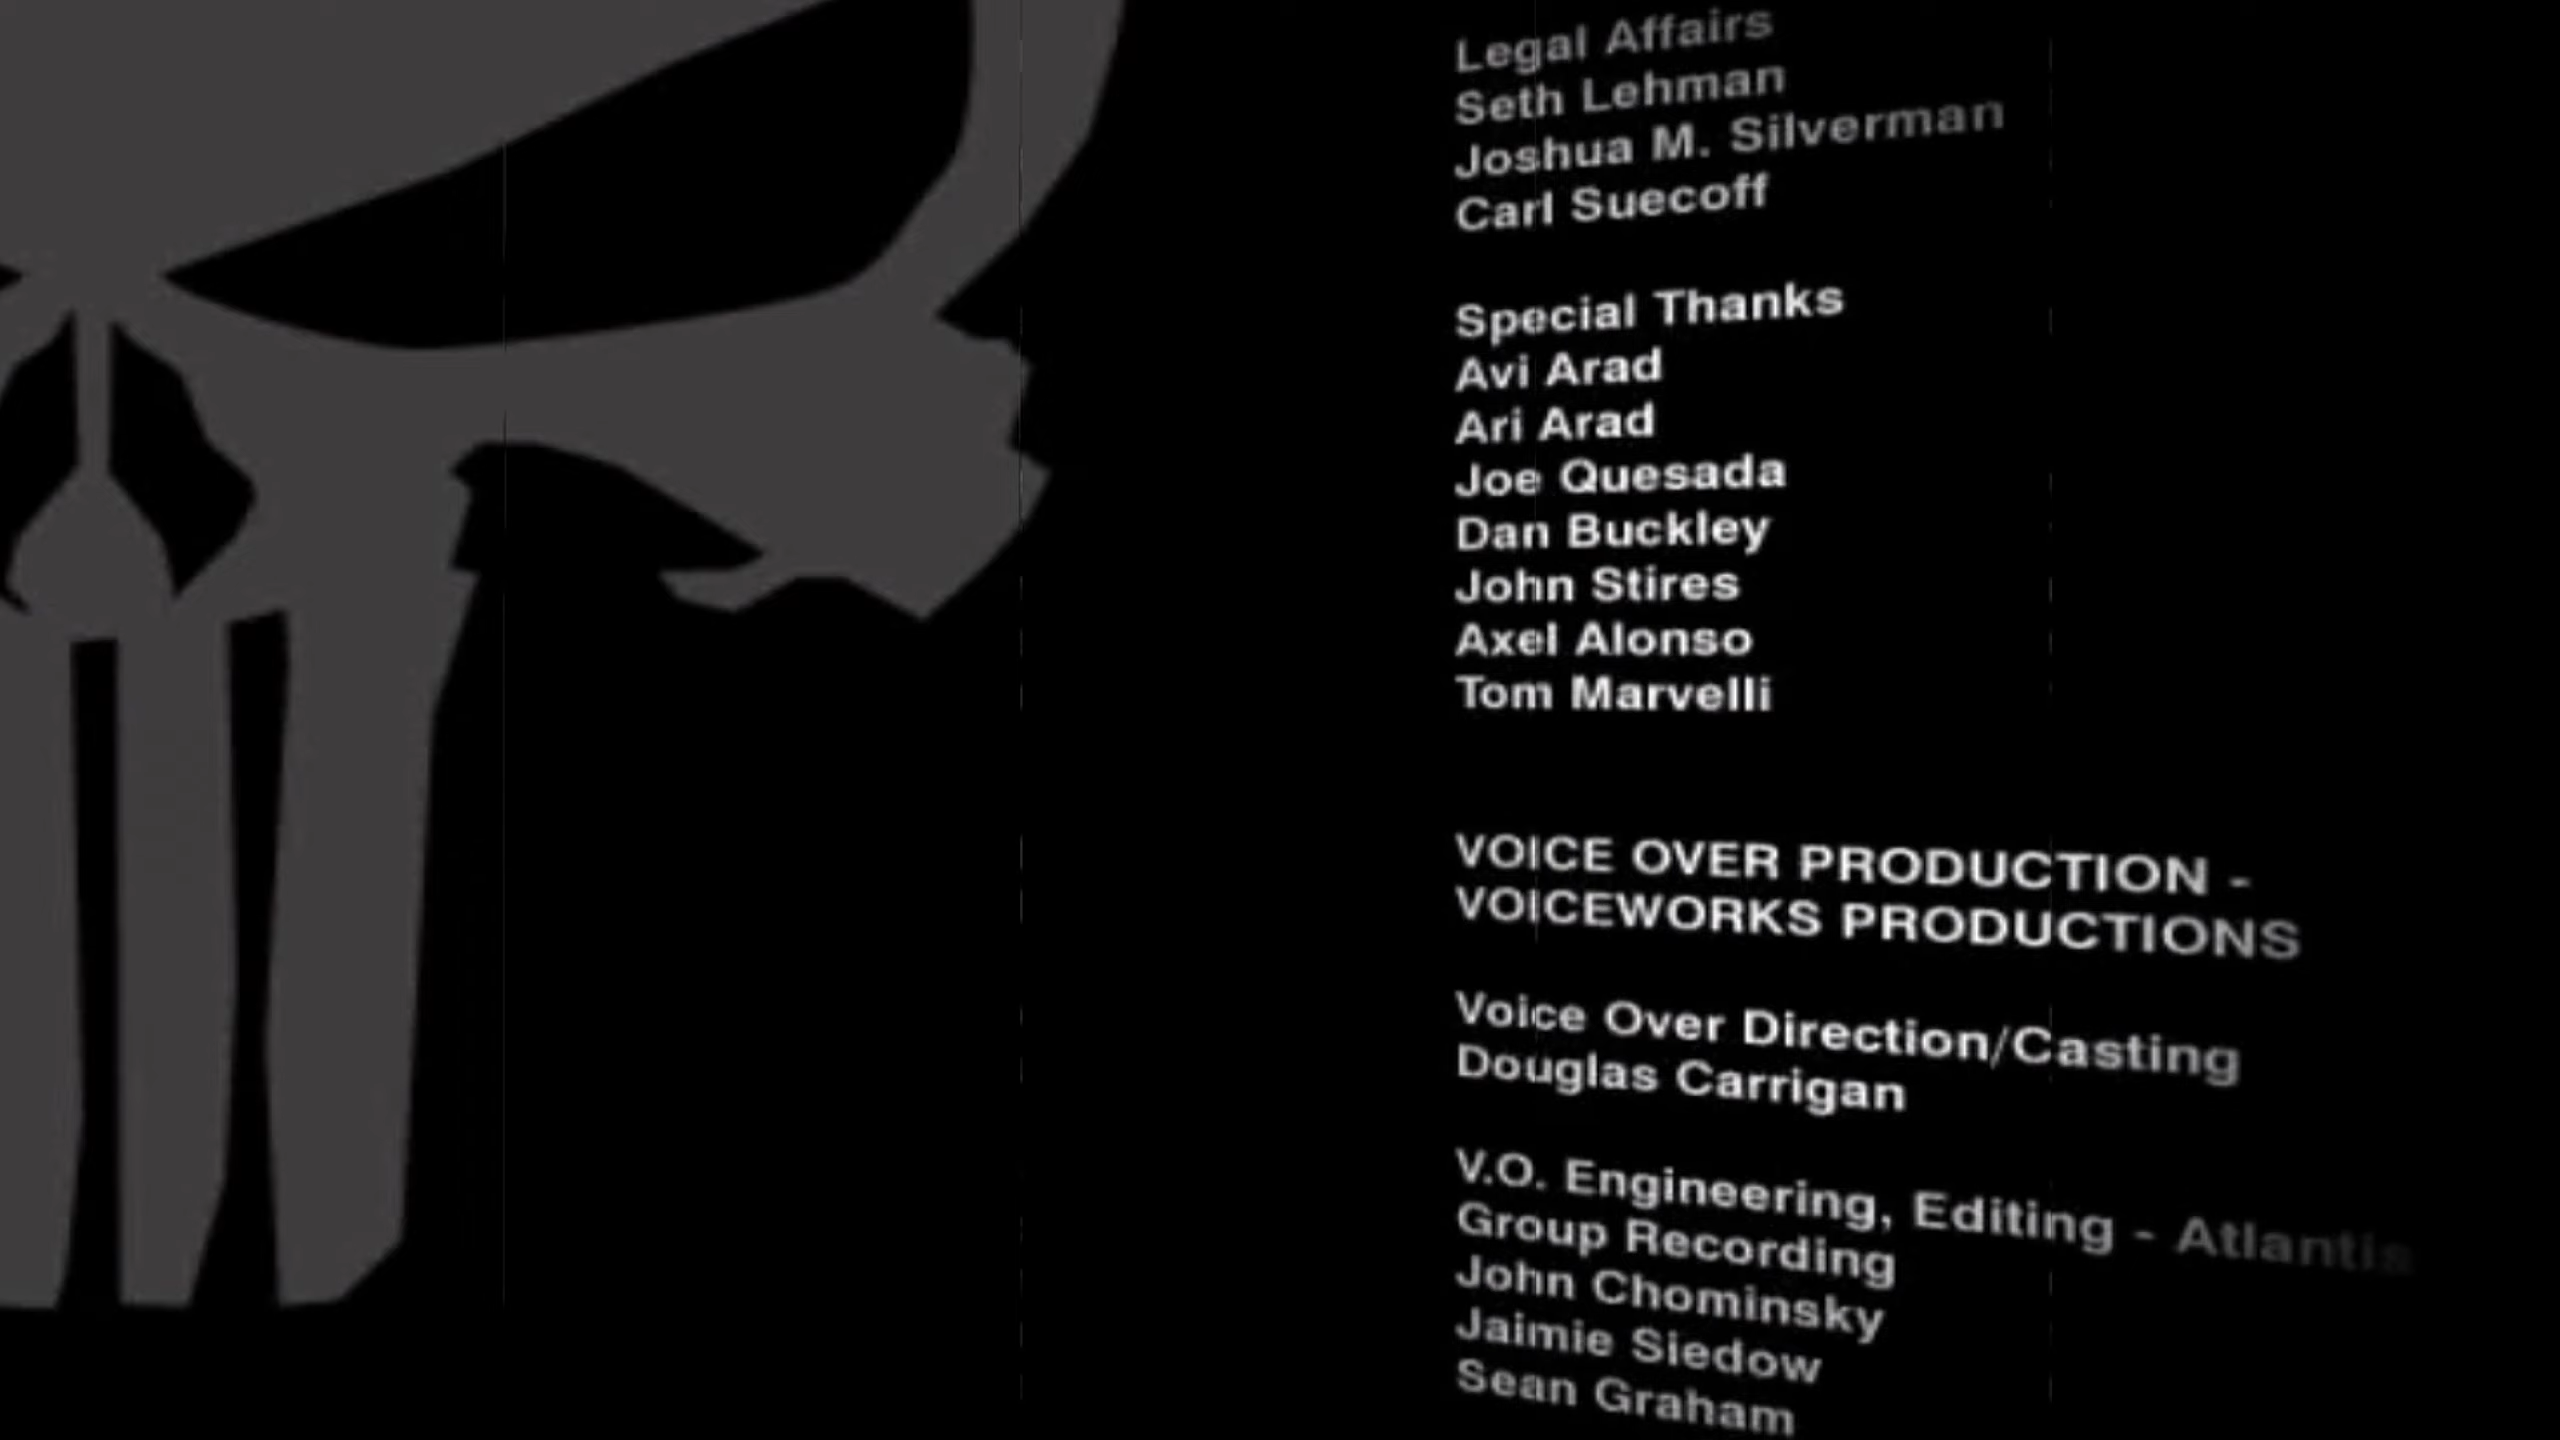 Legal Affairs
Seth Lehman
Joshua M. Silverman
Carl Suecoff
Special Thanks
Avi Arad
Ari Arad
Joe Quesada
Dan Buckley
John Stires
Axel Alonso
Tom Marvelli
VOICE OVER PRODUCTION -
VOICEWORKS PRODUCTIONS
Voice Over Direction/Casting
Douglas Carrigan
V.O. Engineering, Editing - Atlantis
Group Recording
John Chominsky
Jaimie Siedow
Sean Graham